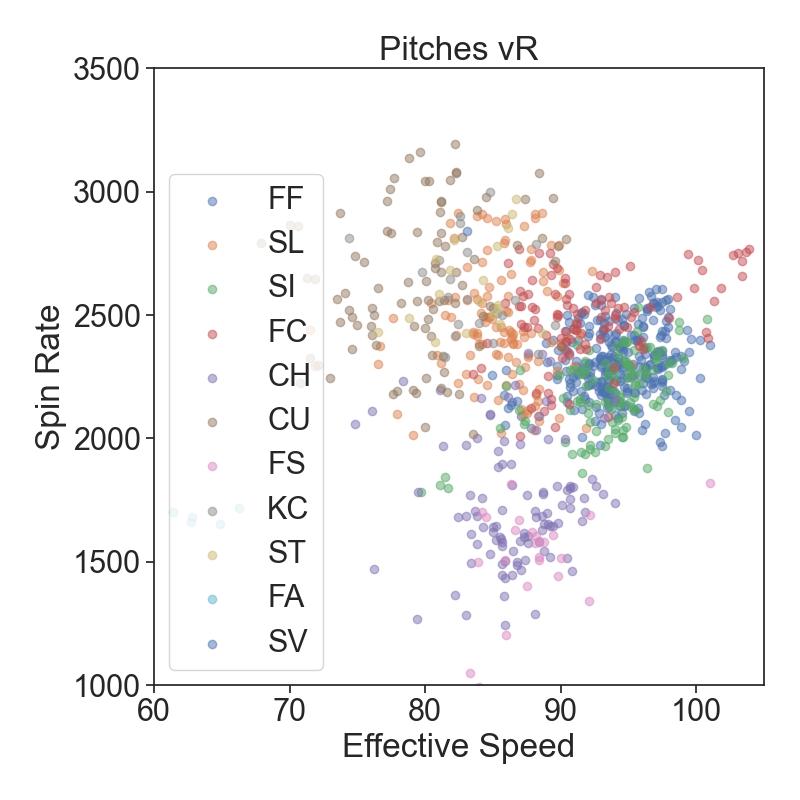 Pitches vR
3500
3000
2500
2000
1500
1000
Spin Rate
FF
SL
SI
FC
CH
CU
FS
KC
ST
FA
SV
60 70 80 90 100
Effective Speed